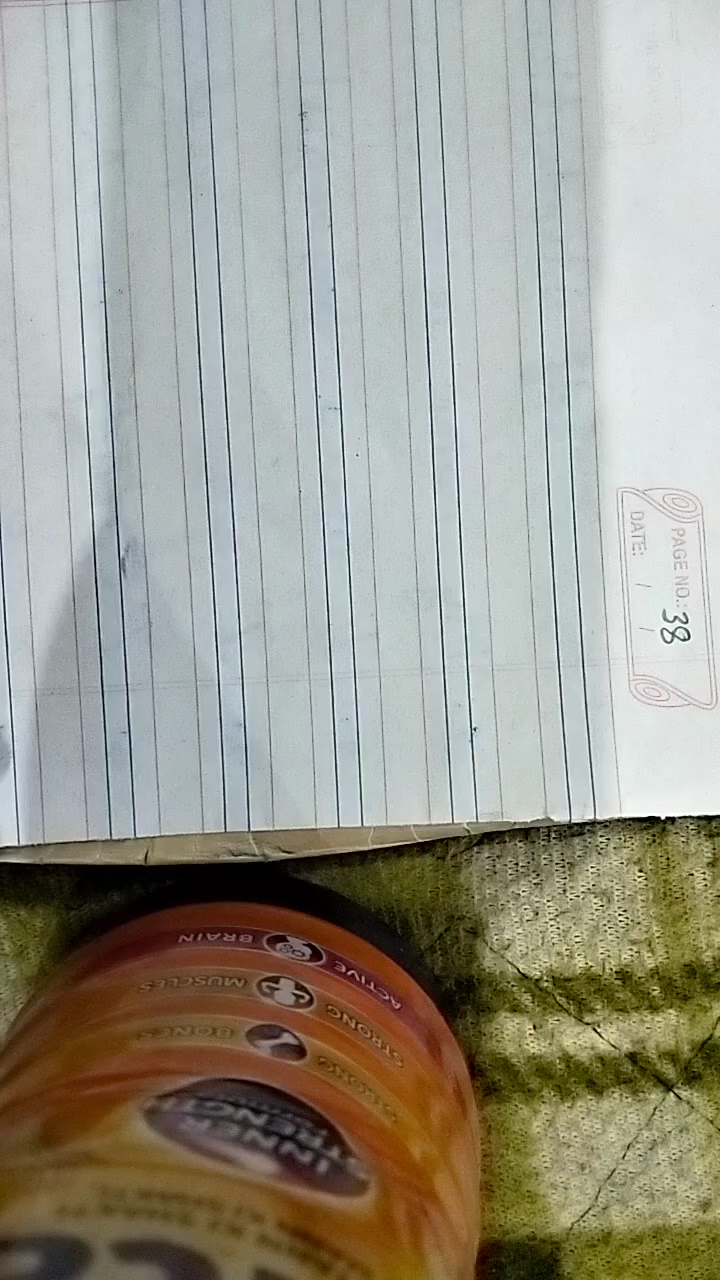 PAGE NO.: 38
DATE: / /
ACTIVE BRAIN
STRONG MUSCLES
STRONG BONES
INNER
STRENGTH